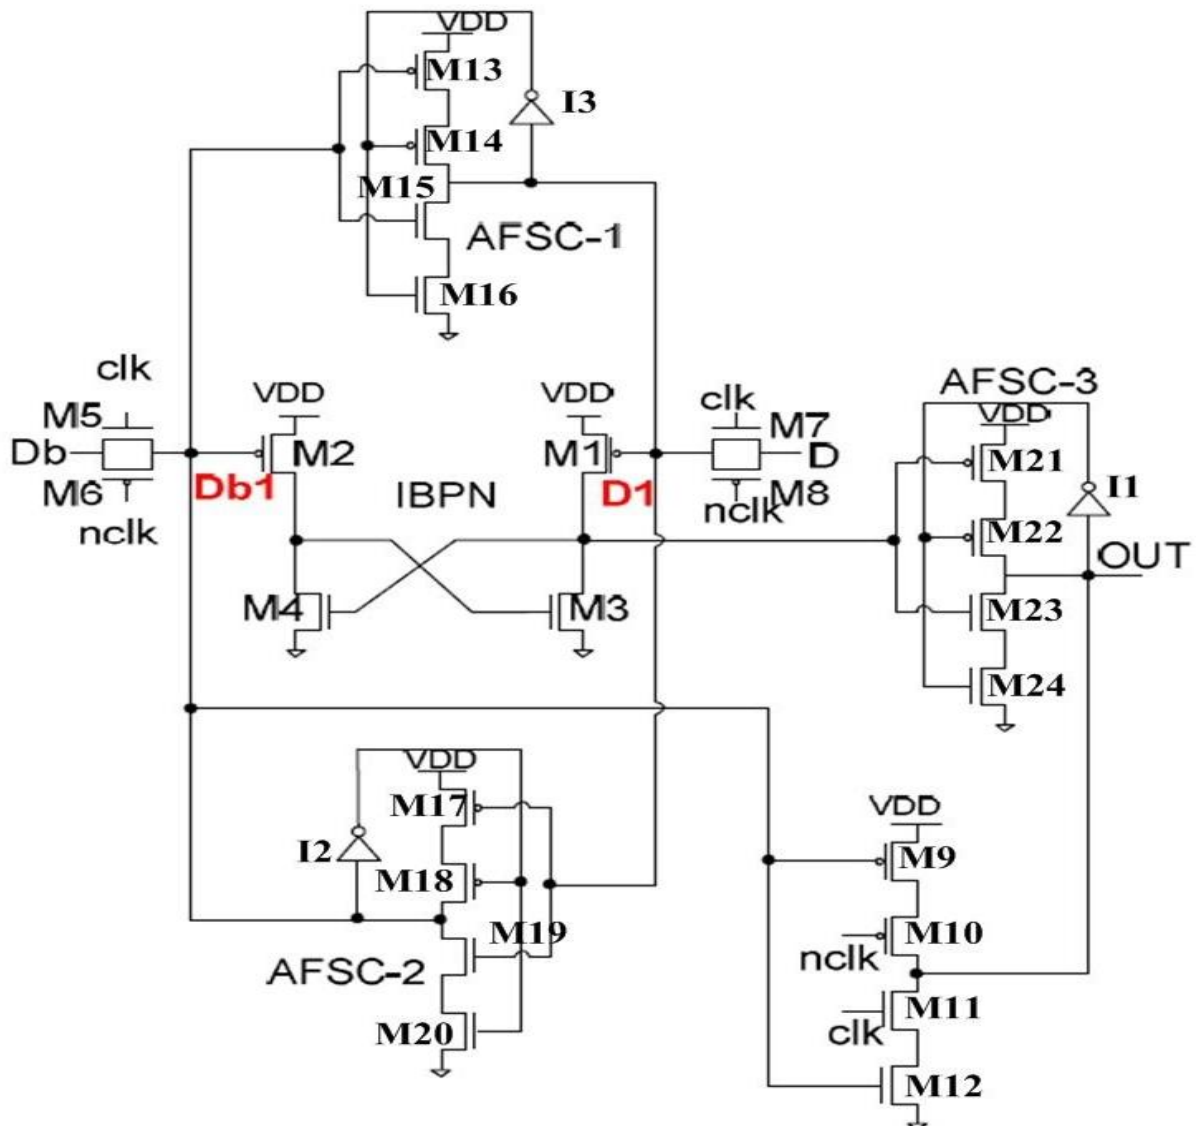 VDD
M13
I3
M14
M15
AFSC-1
M16
clk
M5
Db
M6
nclk
Db1
VDD
M2
IBPN
VDD
M1
D1
clk
M7
D
M8
nclk
M4
M3
AFSC-3
VDD
M21
I1
M22
OUT
M23
M24
VDD
M17
I2
M18
M19
AFSC-2
M20
VDD
M9
M10
nclk
M11
clk
M12